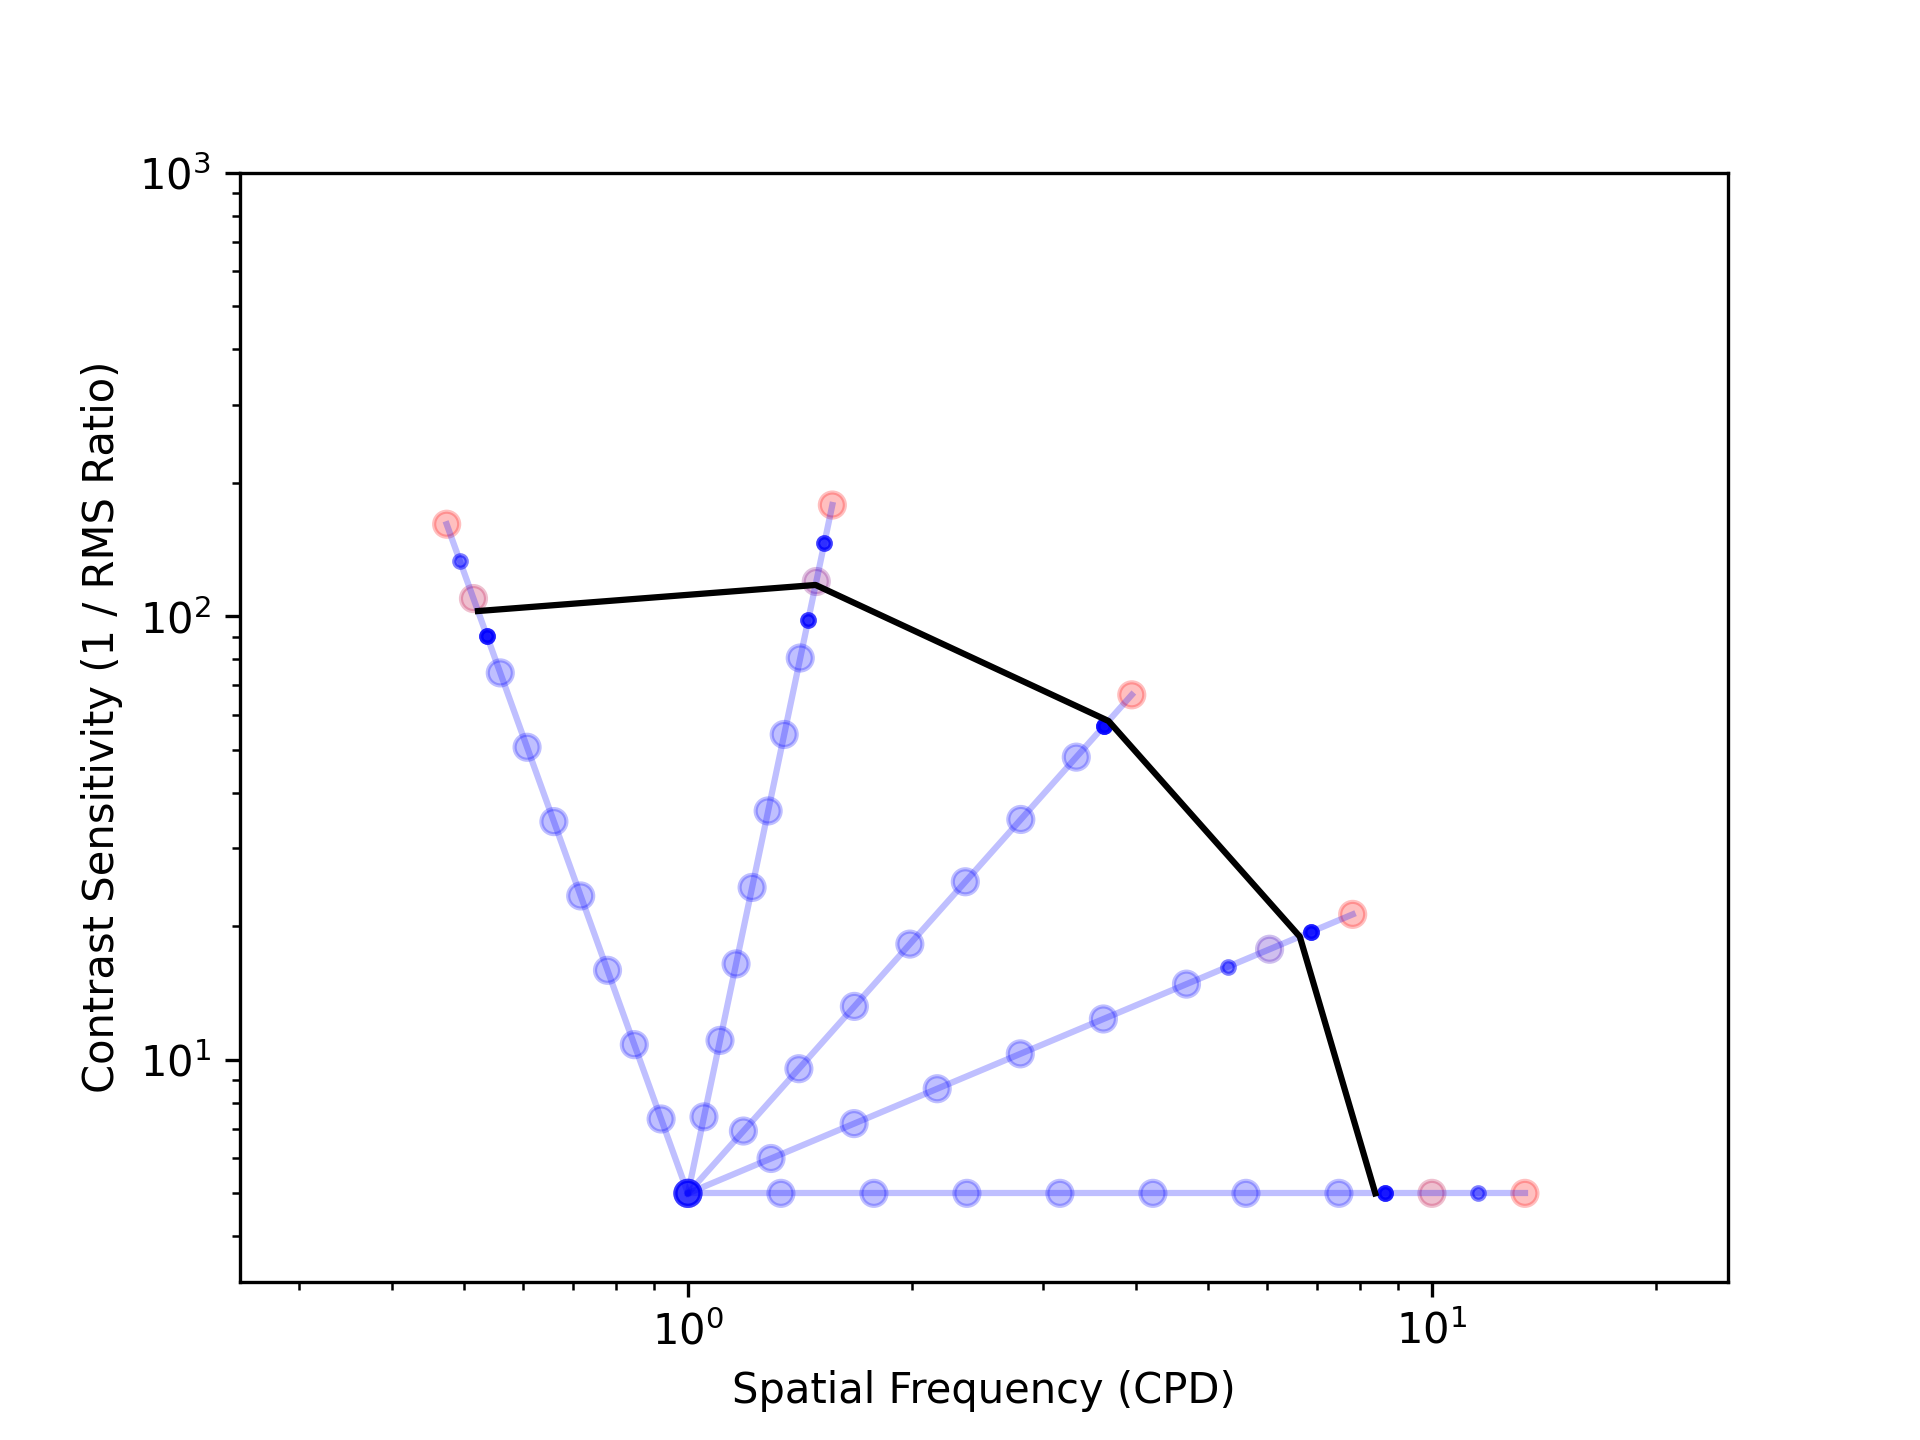 10³
10²
10¹
Contrast Sensitivity (1 / RMS Ratio)
10⁰ 10¹
Spatial Frequency (CPD)